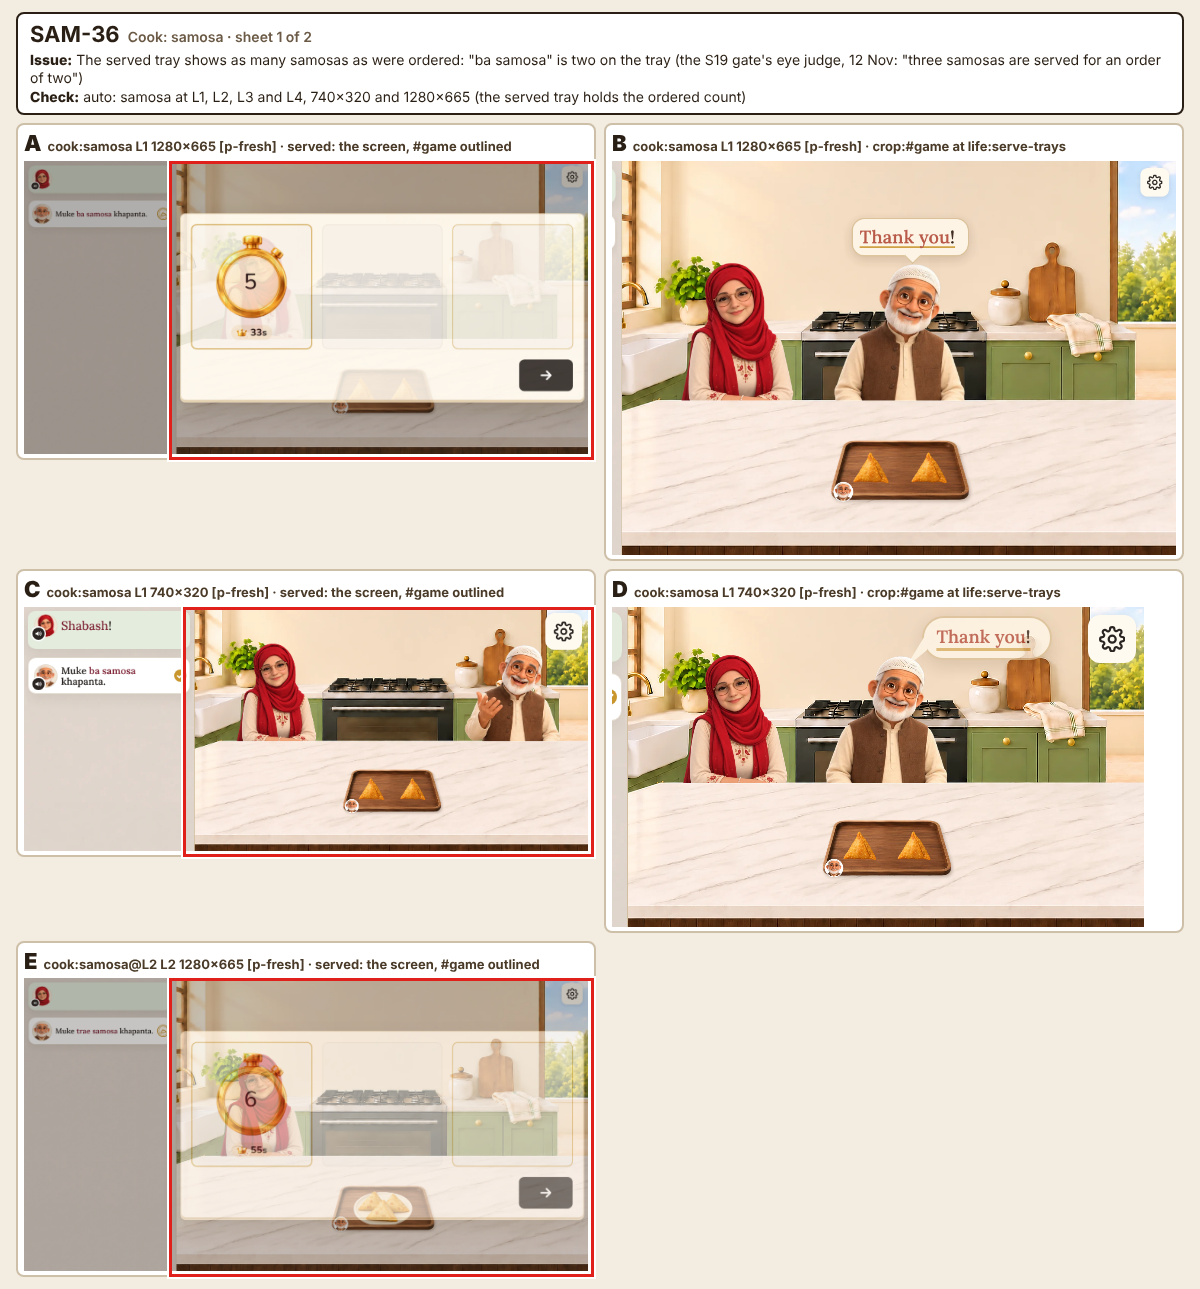 SAM-36 Cook: samosa · sheet 1 of 2
Issue: The served tray shows as many samosas as were ordered: "ba samosa" is two on the tray (the S19 gate's eye judge, 12 Nov: "three samosas are served for an order
of two")
Check: auto: samosa at L1, L2, L3 and L4, 740×320 and 1280×665 (the served tray holds the ordered count)
A cook:samosa L1 1280×665 [p-fresh] · served: the screen, #game outlined
Muke ba samosa khapanta.
5
33s
B cook:samosa L1 1280×665 [p-fresh] · crop:#game at life:serve-trays
Thank you!
C cook:samosa L1 740×320 [p-fresh] · served: the screen, #game outlined
Shabash!
Muke ba samosa
khapanta.
D cook:samosa L1 740×320 [p-fresh] · crop:#game at life:serve-trays
Thank you!
E cook:samosa@L2 L2 1280×665 [p-fresh] · served: the screen, #game outlined
Muke trae samosa khapanta.
6
55s